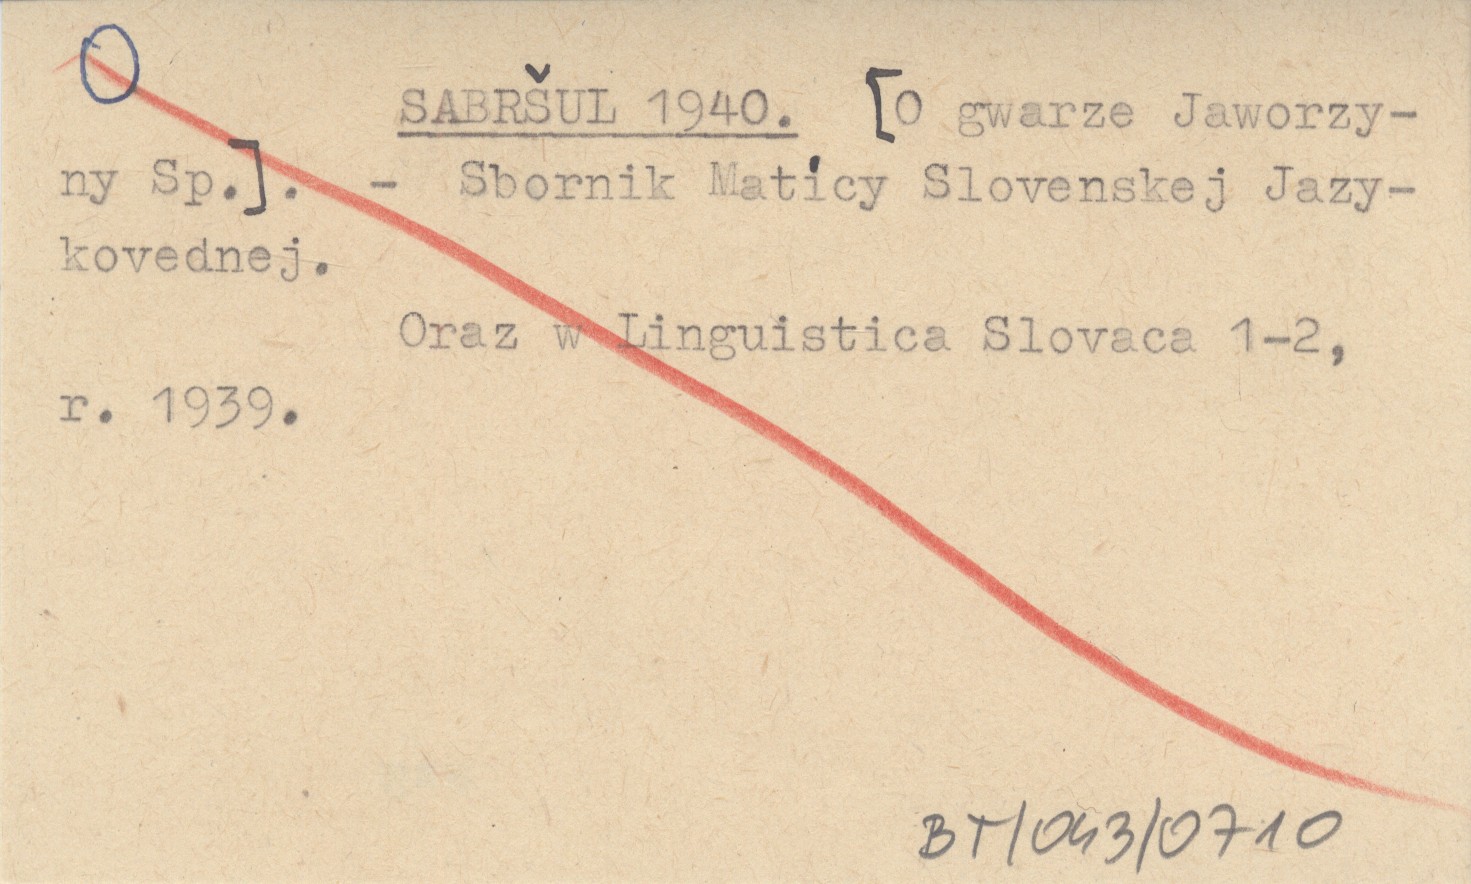 SABRŠUL 1940. [O gwarze Jaworzy-
ny Sp.]. - Sbornik Matícy Slovenskej Jazy-
kovednej.
Oraz w Linguistica Slovaca 1-2,
r. 1939.
BT/043/0710